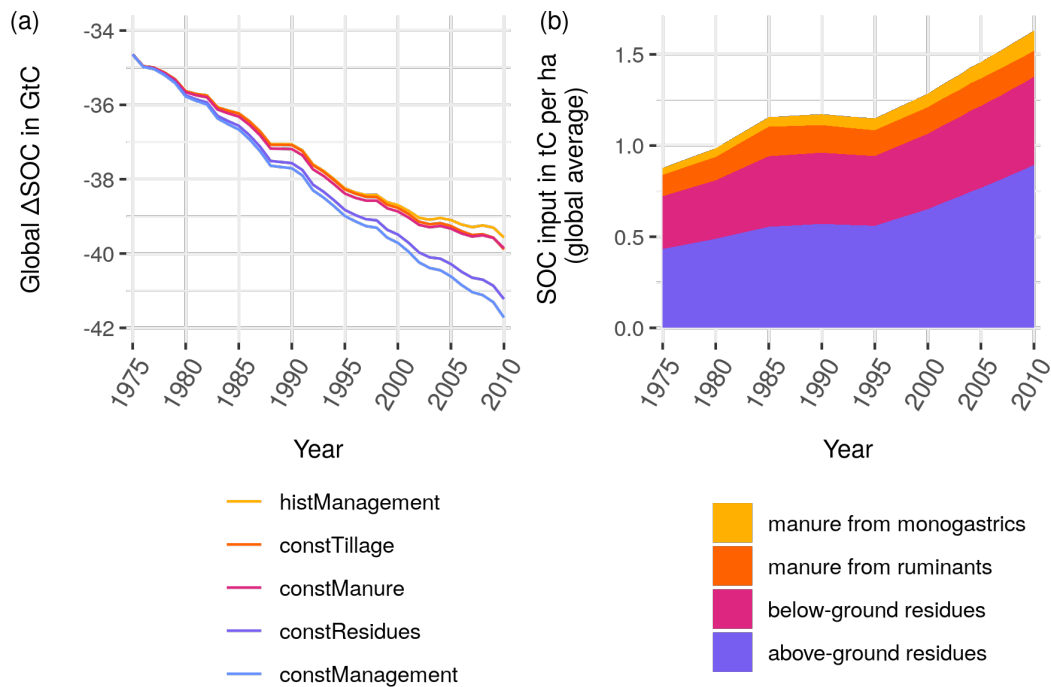 (a)
Global ΔSOC in GtC
-34
-36
-38
-40
-42
1975
1980
1985
1990
1995
2000
2005
2010
Year
histManagement
constTillage
constManure
constResidues
constManagement
(b)
SOC input in tC per ha
(global average)
1.5
1.0
0.5
0.0
1975
1980
1985
1990
1995
2000
2005
2010
Year
manure from monogastrics
manure from ruminants
below-ground residues
above-ground residues